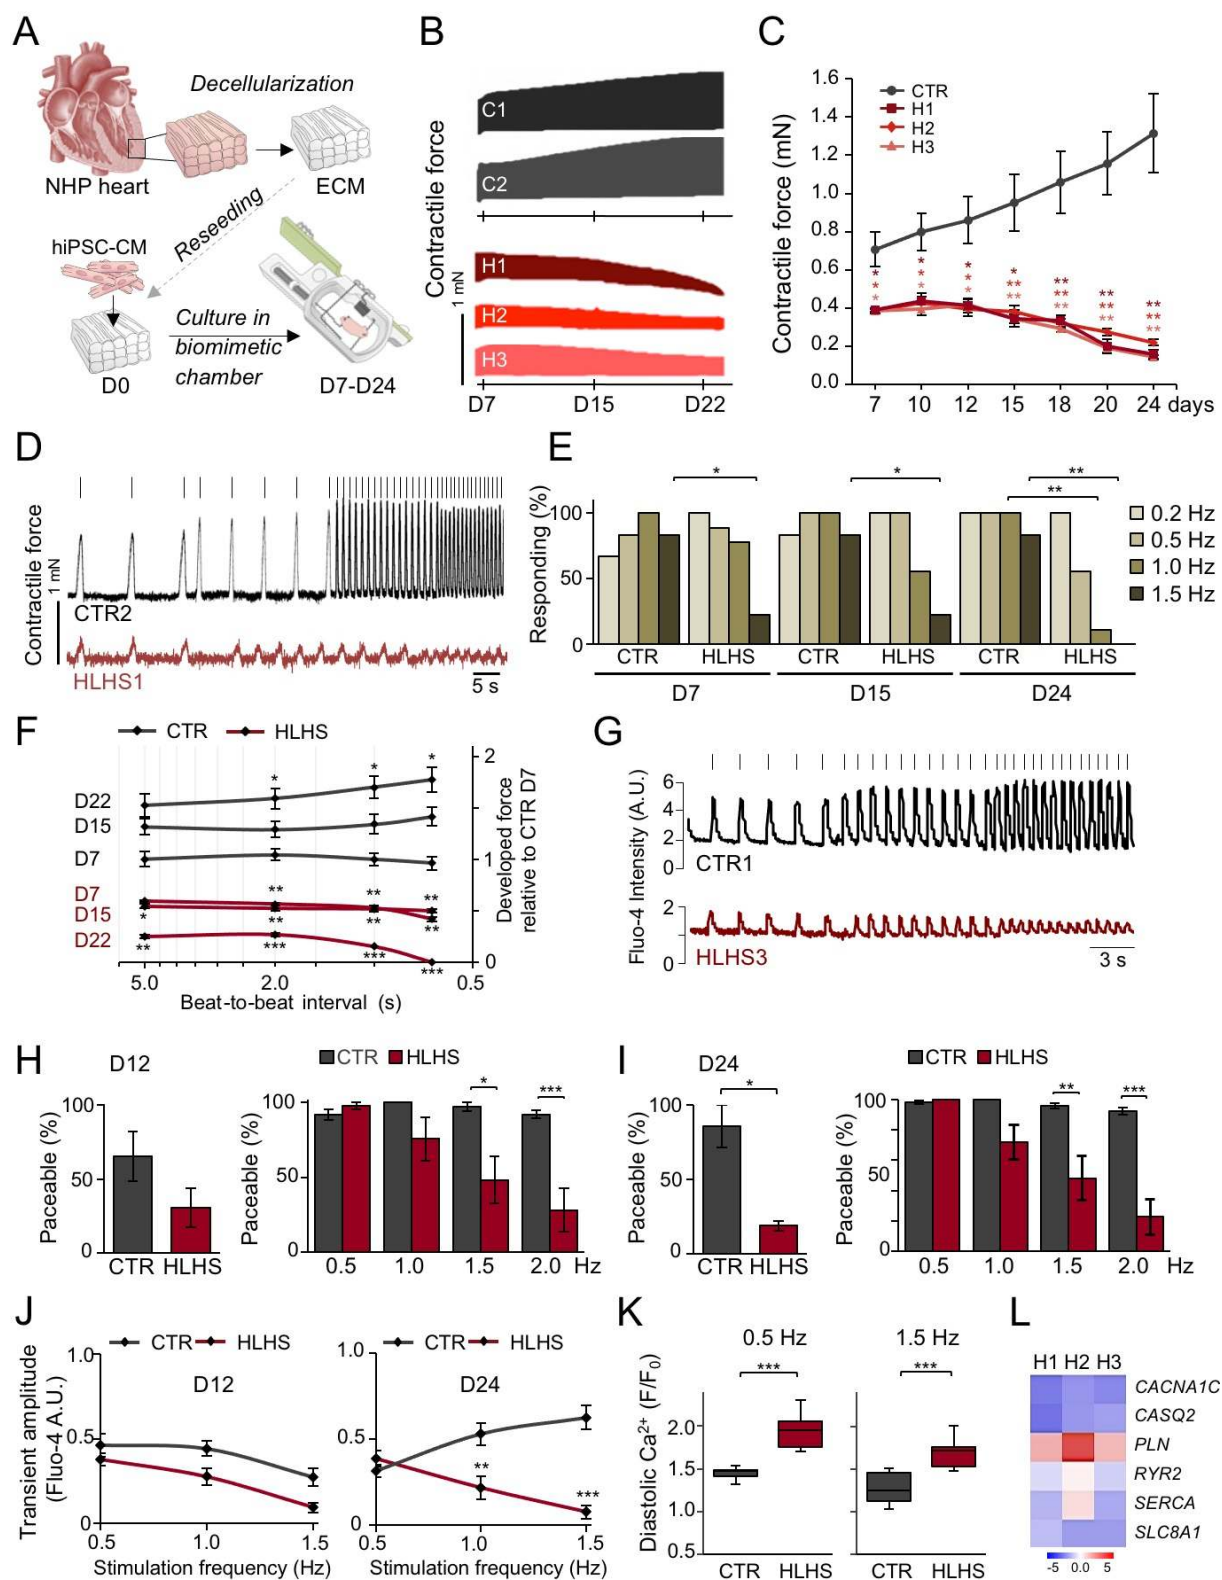 A
Decellularization
NHP heart
ECM
Reseeding
hiPSC-CM
D0
Culture in
biomimetic
chamber
D7-D24
B
Contractile force
1 mN
C1
C2
H1
H2
H3
D7 D15 D22
C
Contractile force (mN)
CTR
H1
H2
H3
1.6
1.2
1.0
0.8
0.6
0.4
0.2
0.0
7 10 12 15 18 20 24 days
* * * * ** ** **
* * * ** ** ** **
* * * ** ** ** **
D
Contractile force
1 mN
CTR2
HLHS1
5 s
E
Responding (%)
100
50
0
* * ** **
0.2 Hz
0.5 Hz
1.0 Hz
1.5 Hz
CTR HLHS CTR HLHS CTR HLHS
D7 D15 D24
F
CTR HLHS
D22
D15
D7
D7
D15
D22
* * *
** ** **
* ** ** **
** *** *** ***
2
1
0
Developed force
relative to CTR D7
5.0 2.0 0.5
Beat-to-beat interval (s)
G
Fluo-4 Intensity (A.U.)
6
4
2
0
CTR1
2
0
HLHS3
3 s
H
D12
Paceable (%)
100
50
0
CTR HLHS
CTR HLHS
Paceable (%)
100
50
0
* ***
0.5 1.0 1.5 2.0 Hz
I
D24
Paceable (%)
100
50
0
*
CTR HLHS
CTR HLHS
Paceable (%)
100
50
0
** ***
0.5 1.0 1.5 2.0 Hz
J
Transient amplitude
(Fluo-4 A.U.)
CTR HLHS
1.0
0.5
0
D12
0.5 1.0 1.5
Stimulation frequency (Hz)
CTR HLHS
1.0
0.5
0
D24
** ***
0.5 1.0 1.5
Stimulation frequency (Hz)
K
Diastolic Ca²⁺ (F/F₀)
0.5 Hz 1.5 Hz
*** ***
2.0
1.5
1.0
0.5
CTR HLHS CTR HLHS
L
H1 H2 H3
CACNA1C
CASQ2
PLN
RYR2
SERCA
SLC8A1
-5 0.0 5